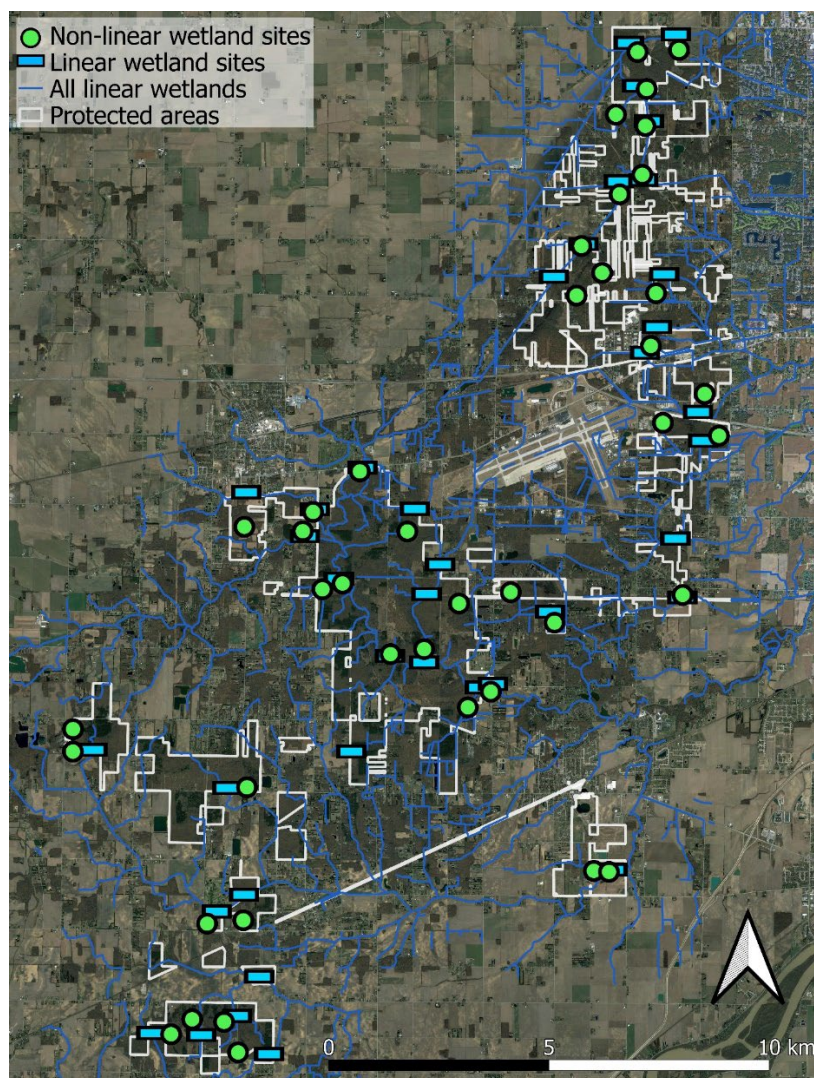 Non-linear wetland sites
Linear wetland sites
All linear wetlands
Protected areas
0 5 10 km